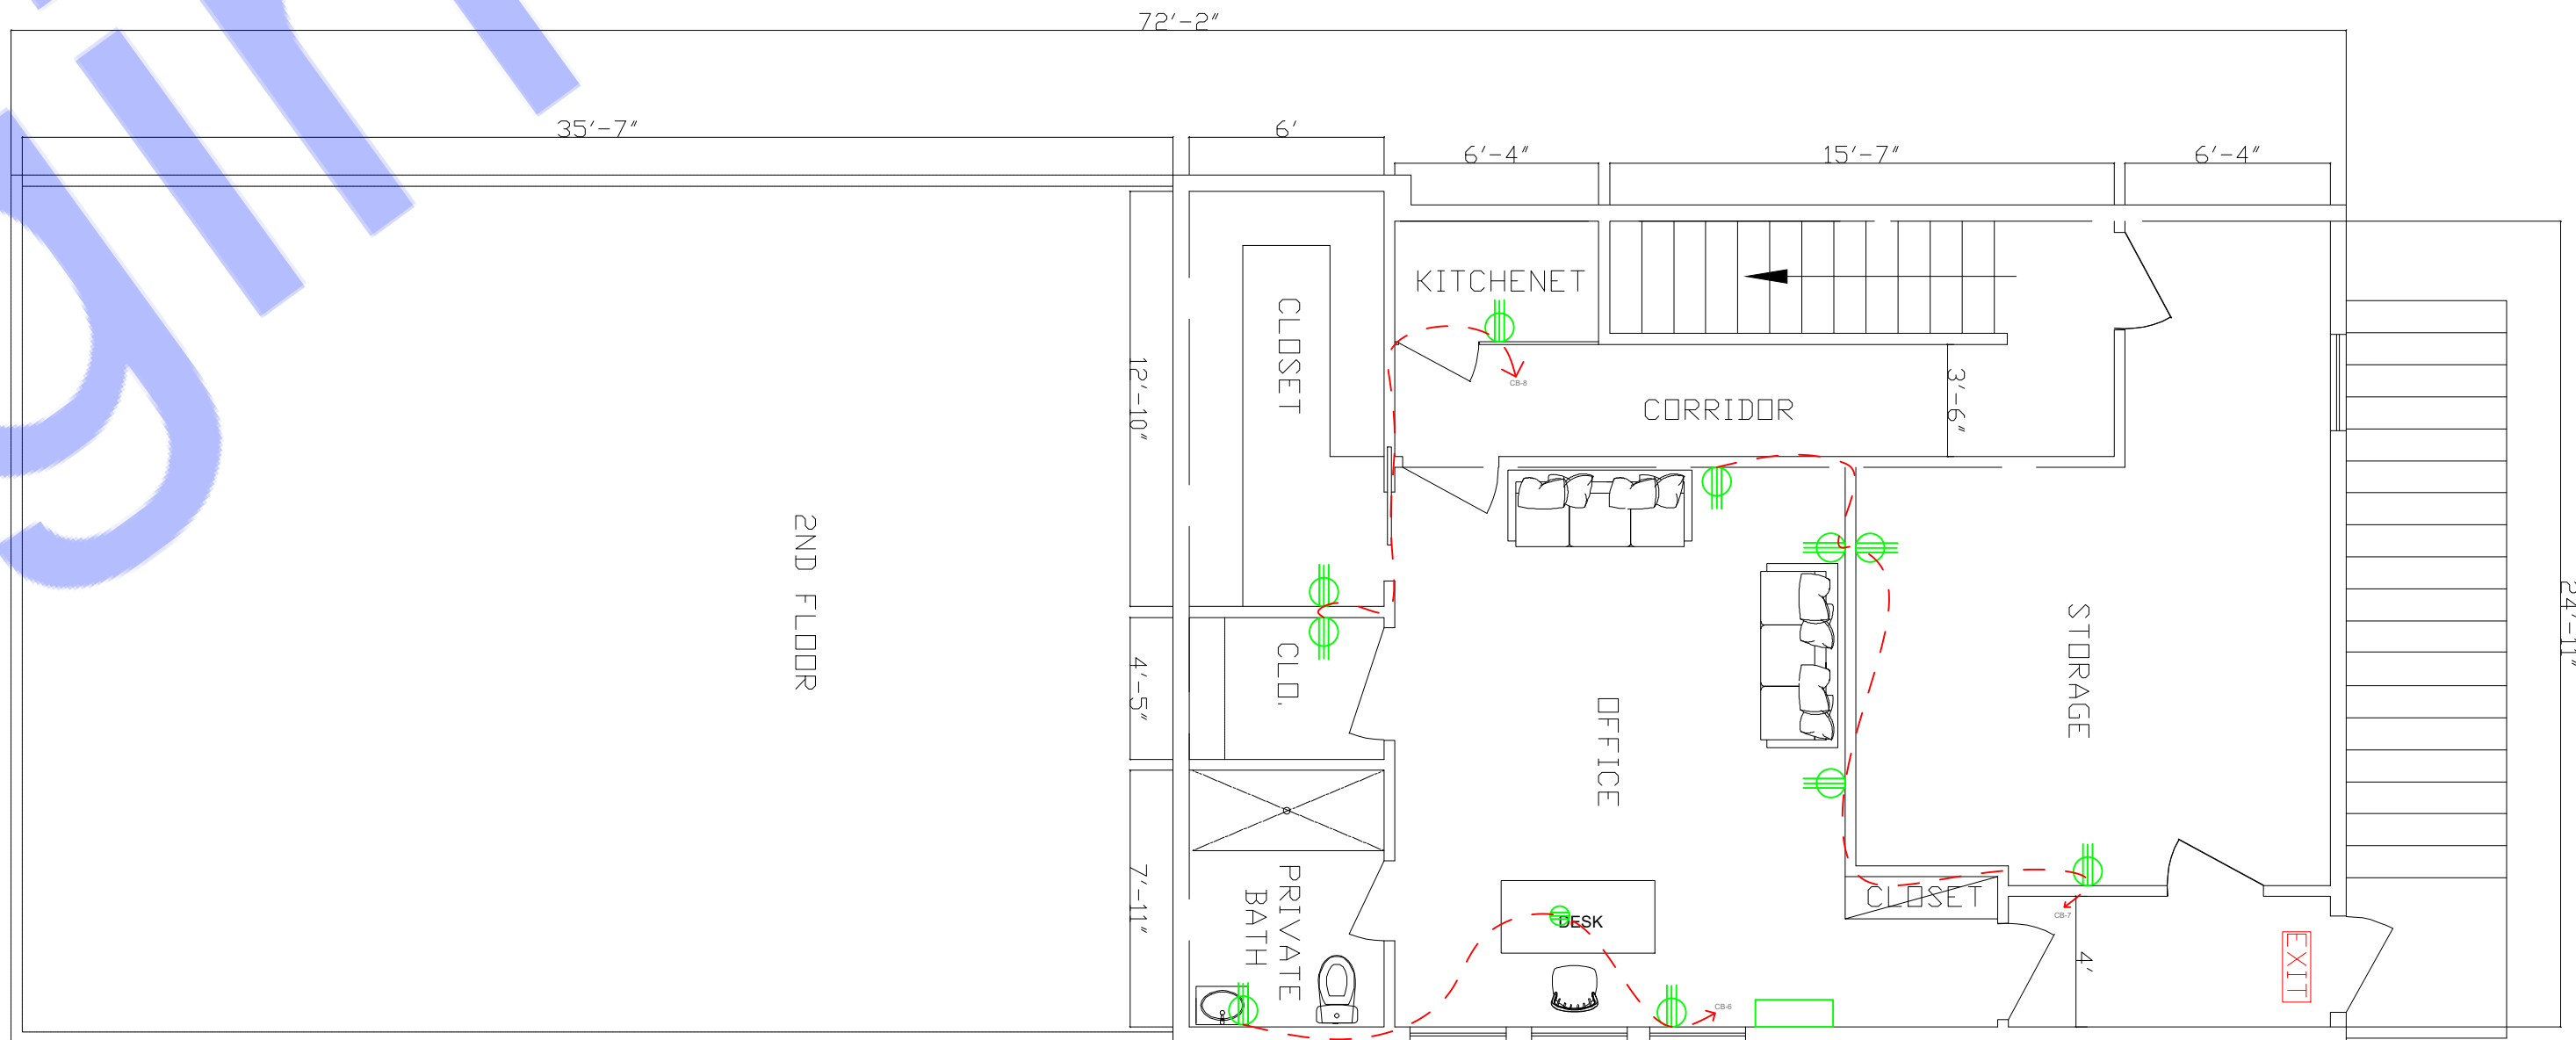 72'-2"
35'-7"
6'
6'-4"
15'-7"
6'-4"
KITCHENET
CLOSET
12'-10"
CB-8
3'-6"
CORRIDOR
2ND FLOOR
24'-11"
STORAGE
CLO.
4'-5"
OFFICE
PRIVATE
BATH
7'-11"
CLOSET
DESK
CB-7
4'
EXIT
CB-6